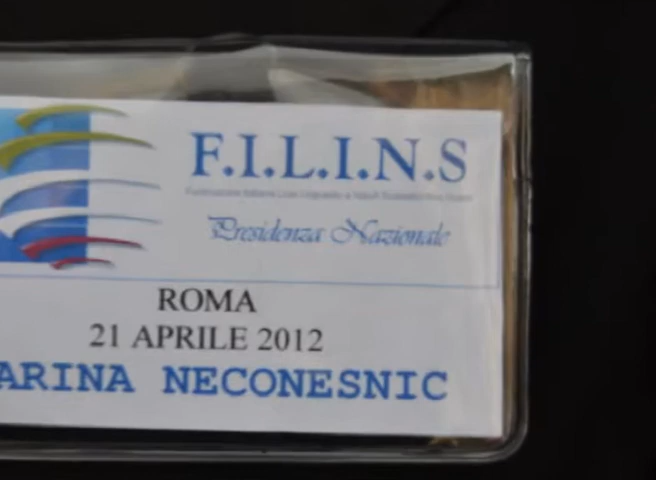 F.I.L.I.N.S
Presidenza Nazionale
ROMA
21 APRILE 2012
ARINA NECONESNIC